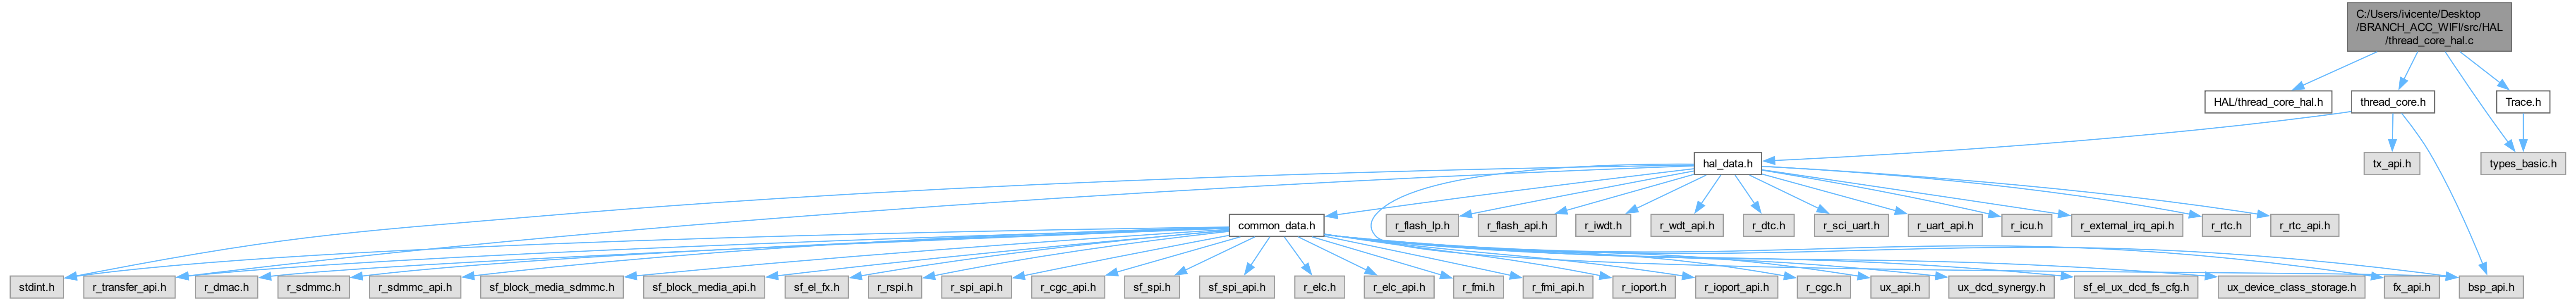 C:/Users/ivicente/Desktop
/BRANCH_ACC_WIFI/src/HAL
/thread_core_hal.c
HAL/thread_core_hal.h
thread_core.h
Trace.h
hal_data.h
tx_api.h
types_basic.h
common_data.h
r_flash_lp.h
r_flash_api.h
r_iwdt.h
r_wdt_api.h
r_dtc.h
r_sci_uart.h
r_uart_api.h
r_icu.h
r_external_irq_api.h
r_rtc.h
r_rtc_api.h
stdint.h
r_transfer_api.h
r_dmac.h
r_sdmmc.h
r_sdmmc_api.h
sf_block_media_sdmmc.h
sf_block_media_api.h
sf_el_fx.h
r_rspi.h
r_spi_api.h
r_cgc_api.h
sf_spi.h
sf_spi_api.h
r_elc.h
r_elc_api.h
r_fmi.h
r_fmi_api.h
r_ioport.h
r_ioport_api.h
r_cgc.h
ux_api.h
ux_dcd_synergy.h
sf_el_ux_dcd_fs_cfg.h
ux_device_class_storage.h
fx_api.h
bsp_api.h